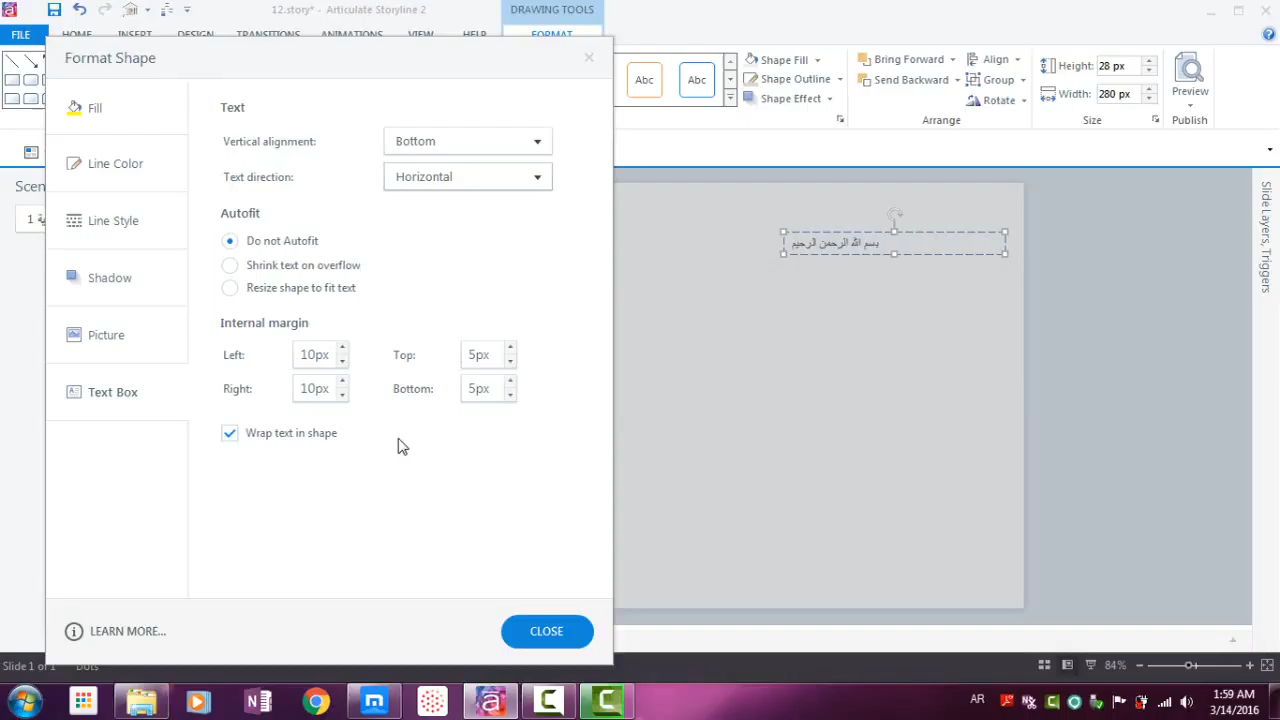 12.story* - Articulate Storyline 2
DRAWING TOOLS
FILE
HOME
INSERT
DESIGN
TRANSITIONS
ANIMATIONS
VIEW
HELP
FORMAT
Abc
Abc
Shape Fill
Shape Outline
Shape Effect
Bring Forward
Send Backward
Align
Group
Rotate
Arrange
Height: 28 px
Width: 280 px
Size
Preview
Publish
Format Shape
Fill
Line Color
Line Style
Shadow
Picture
Text Box
Text
Vertical alignment: Bottom
Text direction: Horizontal
Autofit
Do not Autofit
Shrink text on overflow
Resize shape to fit text
Internal margin
Left: 10px Top: 5px
Right: 10px Bottom: 5px
Wrap text in shape
LEARN MORE...
CLOSE
Scen
1
بسم الله الرحمن الرحيم
Slide Layers, Triggers
Slide 1 of 1
Dots
84%
AR
1:59 AM
3/14/2016